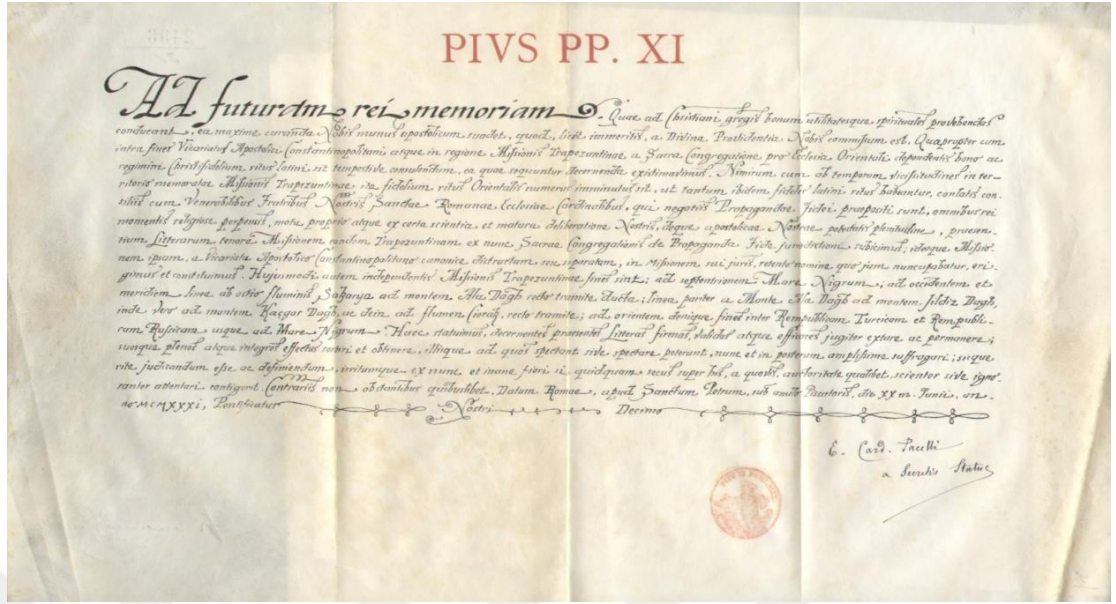 PIVS PP. XI
Ad futuram rei memoriam. Quae ad Christiani gregis bonum utilitatesque spirituales provehendas
conducant, ea maxime curanda Nobis munus apostolicum suadet, quod, licet immeritis, a Divina Providentia Nobis commissum est. Quapropter cum
intra fines Vicariatus Apostolici Constantinopolitani atque in regione Missionis Trapezuntinae a Sacra Congregatione pro Ecclesia Orientali dependentis bono ac
regimini Christifidelium ritus latini sit tempestive consulendum, ea quae sequuntur decernenda existimavimus. Nimirum cum ob temporum vicissitudines in ter-
ritorio memoratae Missionis Trapezuntinae ita fidelium ritus Orientalis numerus imminutus sit, ut tantum ibidem fideles latini ritus habeantur, conlatis con-
siliis cum Venerabilibus Fratribus Nostris Sanctae Romanae Ecclesiae Cardinalibus, qui negotiis Propagandae Fidei praepositi sunt, omnibus rei
momentis religiose perpensis, motu proprio atque ex certa scientia et matura deliberatione Nostris, deque apostolicae Nostrae potestatis plenitudine, praesen-
tium Litterarum tenore Missionem eandem Trapezuntinam ex nunc Sacrae Congregationis de Propaganda Fide jurisdictioni subicimus; ideoque Missio-
nem ipsam, a Vicariatu Apostolico Constantinopolitano canonice distractam seu separatam, in Missionem sui juris, retento nomine quo jam nuncupabatur, eri-
gimus et constituimus. Hujusmodi autem independentis Missionis Trapezuntinae fines sint: ad septentrionem Mare Nigrum; ad occidentem et
meridiem linea ab ostio fluminis Sakarya ad montem Ala Dagh recto tramite ducta; linea pariter a Monte Ala Dagh ad montem Jildiz Dagh,
inde vero ad montem Kaçgar Dagh, ac dein ad flumen Ciorah recto tramite; ad orientem denique fines inter Rempublicam Turcicam et Rempubli-
cam Russicam usque ad Mare Nigrum. Haec statuimus, decernentes praesentes Litteras firmas, validas atque efficaces jugiter extare ac permanere;
suosque plenos atque integros effectus sortiri et obtinere, illisque ad quos spectant sive spectare poterunt, nunc et in posterum amplissime suffragari; sicque
rite judicandum esse ac definiendum, irritumque ex nunc et inane fieri si quidquam secus super his, a quovis, auctoritate qualibet, scienter sive igno-
ranter attentari contigerit. Contrariis non obstantibus quibuslibet. Datum Romae, apud Sanctum Petrum, sub anulo Piscatoris, die XX m. Junii, an-
no MCMXXXI, Pontificatus Nostri Decimo
E. Card. Pacelli
a Secretis Status